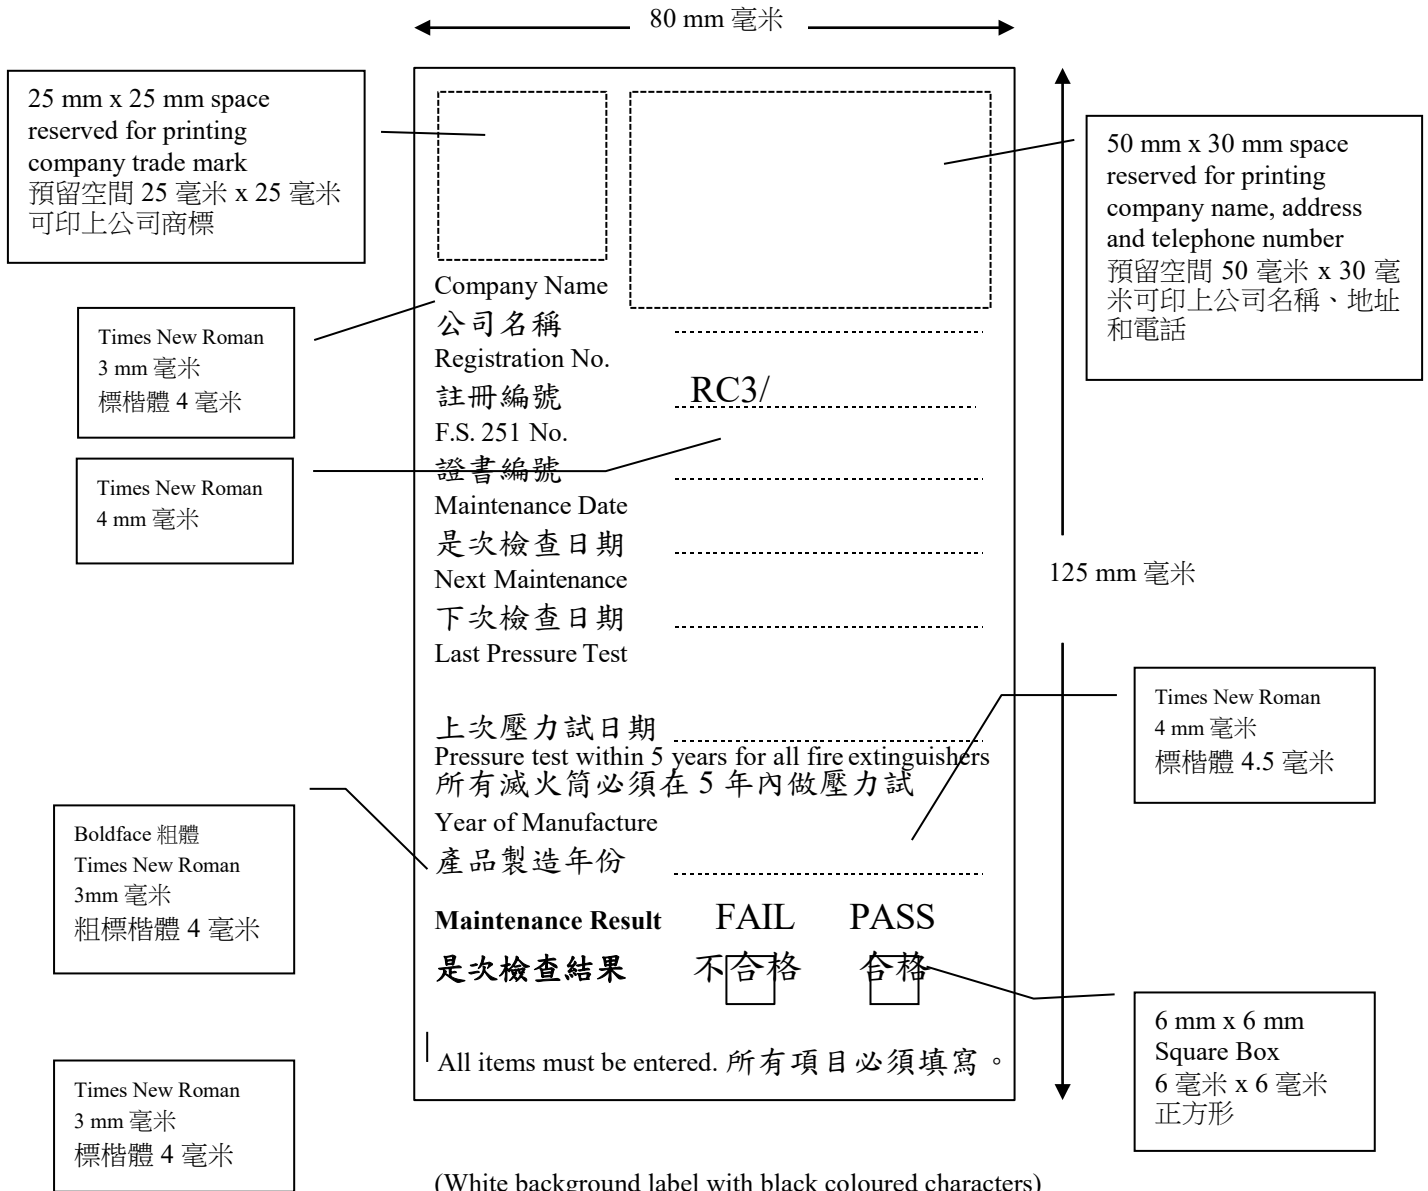 80 mm 毫米
25 mm x 25 mm space
reserved for printing
company trade mark
預留空間 25 毫米 x 25 毫米
可印上公司商標
50 mm x 30 mm space
reserved for printing
company name, address
and telephone number
預留空間 50 毫米 x 30 毫
米可印上公司名稱、地址
和電話
Times New Roman
3 mm 毫米
標楷體 4 毫米
Times New Roman
4 mm 毫米
Company Name
公司名稱
Registration No.
註冊編號 RC3/
F.S. 251 No.
證書編號
Maintenance Date
是次檢查日期
Next Maintenance
下次檢查日期
Last Pressure Test
上次壓力試日期
Pressure test within 5 years for all fire extinguishers
所有滅火筒必須在 5 年內做壓力試
Year of Manufacture
產品製造年份
Maintenance Result FAIL PASS
是次檢查結果 不合格 合格
All items must be entered. 所有項目必須填寫。
125 mm 毫米
Times New Roman
4 mm 毫米
標楷體 4.5 毫米
Boldface 粗體
Times New Roman
3mm 毫米
粗標楷體 4 毫米
6 mm x 6 mm
Square Box
6 毫米 x 6 毫米
正方形
Times New Roman
3 mm 毫米
標楷體 4 毫米
(White background label with black coloured characters)